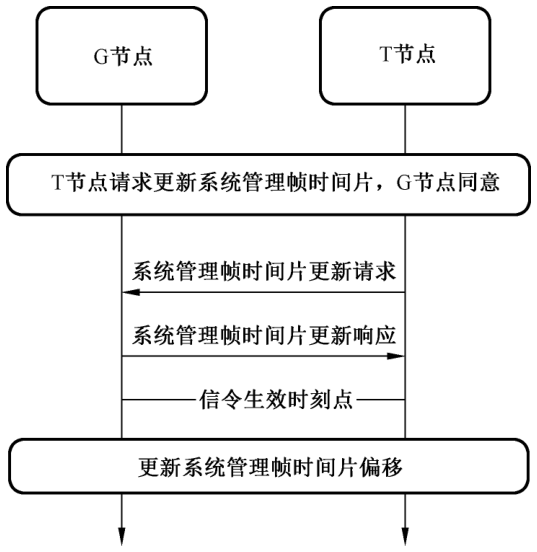 G节点
T节点
T节点请求更新系统管理帧时间片，G节点同意
系统管理帧时间片更新请求
系统管理帧时间片更新响应
信令生效时刻点
更新系统管理帧时间片偏移